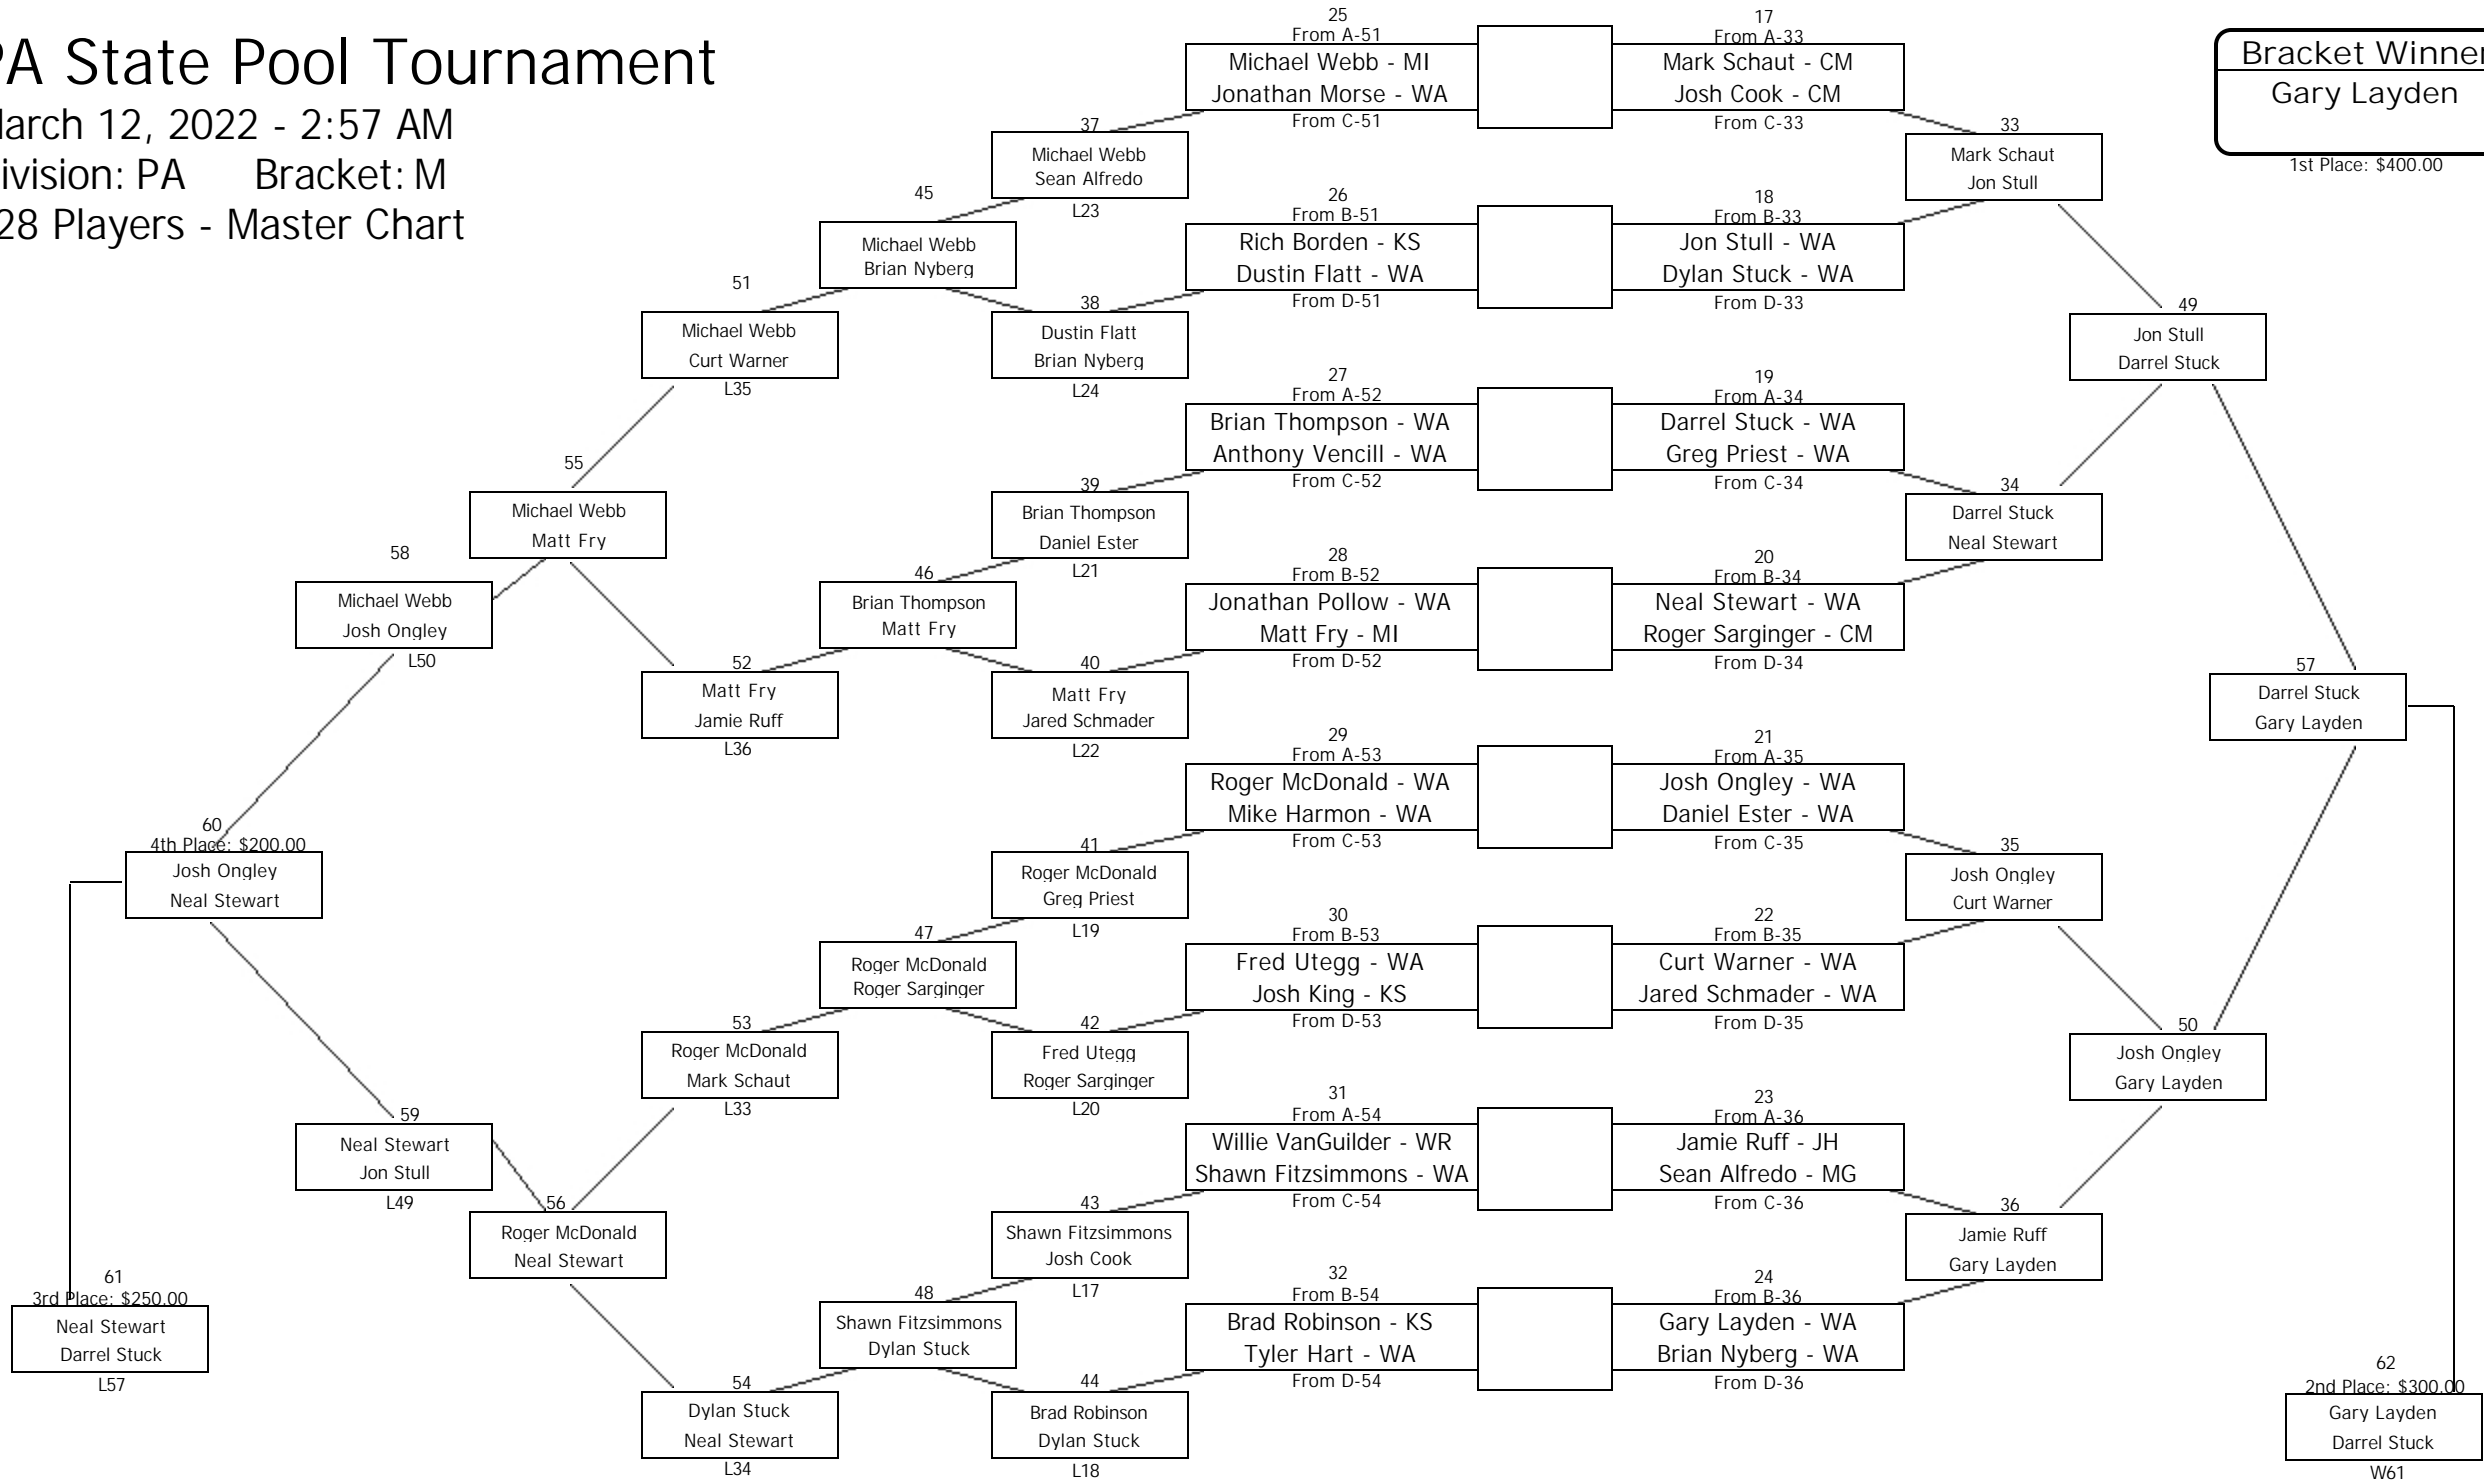 PA State Pool Tournament
March 12, 2022 - 2:57 AM
ivision: PA Bracket: M
28 Players - Master Chart
Bracket Winner
Gary Layden
1st Place: $400.00
25
From A-51
Michael Webb - MI
Jonathan Morse - WA
From C-51
26
From B-51
Rich Borden - KS
Dustin Flatt - WA
From D-51
27
From A-52
Brian Thompson - WA
Anthony Vencill - WA
From C-52
28
From B-52
Jonathan Pollow - WA
Matt Fry - MI
From D-52
29
From A-53
Roger McDonald - WA
Mike Harmon - WA
From C-53
30
From B-53
Fred Utegg - WA
Josh King - KS
From D-53
31
From A-54
Willie VanGuilder - WR
Shawn Fitzsimmons - WA
From C-54
32
From B-54
Brad Robinson - KS
Tyler Hart - WA
From D-54
17
From A-33
Mark Schaut - CM
Josh Cook - CM
From C-33
18
From B-33
Jon Stull - WA
Dylan Stuck - WA
From D-33
19
From A-34
Darrel Stuck - WA
Greg Priest - WA
From C-34
20
From B-34
Neal Stewart - WA
Roger Sarginger - CM
From D-34
21
From A-35
Josh Ongley - WA
Daniel Ester - WA
From C-35
22
From B-35
Curt Warner - WA
Jared Schmader - WA
From D-35
23
From A-36
Jamie Ruff - JH
Sean Alfredo - MG
From C-36
24
From B-36
Gary Layden - WA
Brian Nyberg - WA
From D-36
33
Mark Schaut
Jon Stull
34
Darrel Stuck
Neal Stewart
35
Josh Ongley
Curt Warner
36
Jamie Ruff
Gary Layden
49
Jon Stull
Darrel Stuck
50
Josh Ongley
Gary Layden
57
Darrel Stuck
Gary Layden
62
2nd Place: $300.00
Gary Layden
Darrel Stuck
W61
37
Michael Webb
Sean Alfredo
L23
38
Dustin Flatt
Brian Nyberg
L24
39
Brian Thompson
Daniel Ester
L21
40
Matt Fry
Jared Schmader
L22
41
Roger McDonald
Greg Priest
L19
42
Fred Utegg
Roger Sarginger
L20
43
Shawn Fitzsimmons
Josh Cook
L17
44
Brad Robinson
Dylan Stuck
L18
45
Michael Webb
Brian Nyberg
46
Brian Thompson
Matt Fry
47
Roger McDonald
Roger Sarginger
48
Shawn Fitzsimmons
Dylan Stuck
51
Michael Webb
Curt Warner
L35
52
Matt Fry
Jamie Ruff
L36
53
Roger McDonald
Mark Schaut
L33
54
Dylan Stuck
Neal Stewart
L34
55
Michael Webb
Matt Fry
56
Roger McDonald
Neal Stewart
58
Michael Webb
Josh Ongley
L50
59
Neal Stewart
Jon Stull
L49
60
4th Place: $200.00
Josh Ongley
Neal Stewart
61
3rd Place: $250.00
Neal Stewart
Darrel Stuck
L57